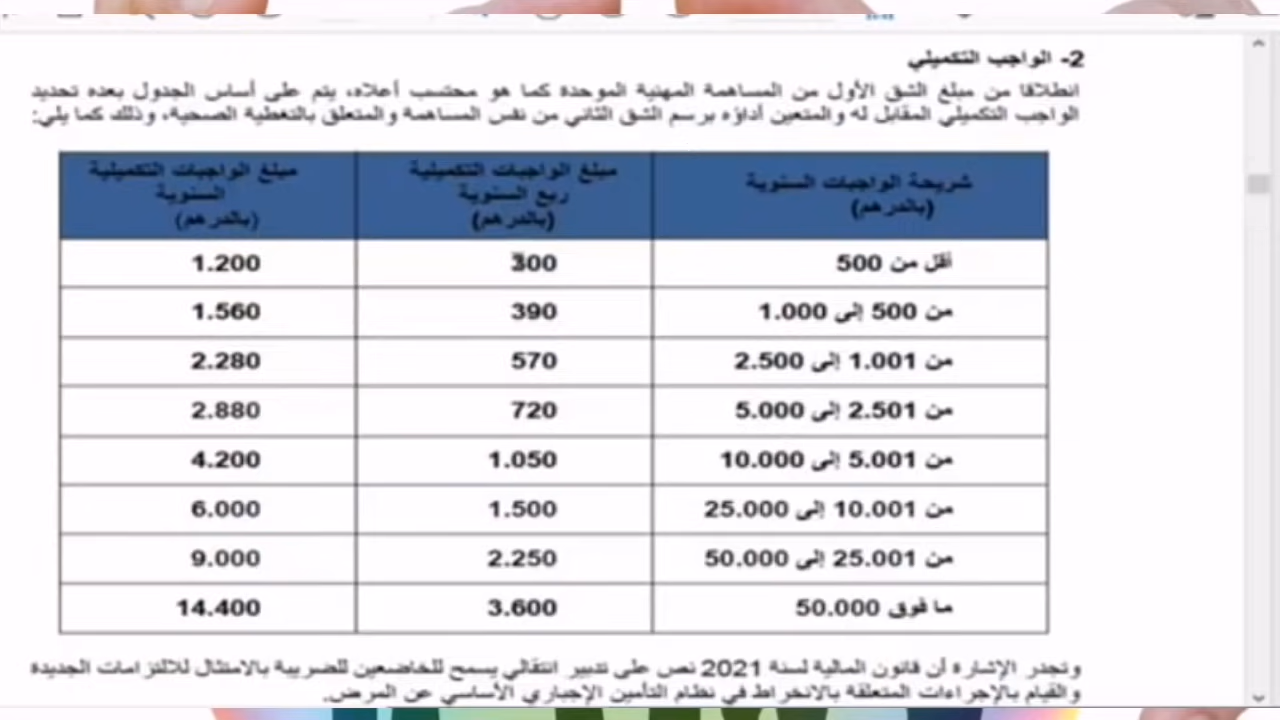 2- الواجب التكميلي
انطلاقا من مبلغ الشق الأول من المساهمة المهنية الموحدة كما هو محتسب أعلاه، يتم على أساس الجدول بعده تحديد
الواجب التكميلي المقابل له والمتعين أداؤه برسم الشق الثاني من نفس المساهمة والمتعلق بالتغطية الصحية، وذلك كما يلي:
شريحة الواجبات السنوية
(بالدرهم)
مبلغ الواجبات التكميلية
ربع السنوية
(بالدرهم)
مبلغ الواجبات التكميلية
السنوية
(بالدرهم)
أقل من 500 300 1.200
من 500 إلى 1.000 390 1.560
من 1.001 إلى 2.500 570 2.280
من 2.501 إلى 5.000 720 2.880
من 5.001 إلى 10.000 1.050 4.200
من 10.001 إلى 25.000 1.500 6.000
من 25.001 إلى 50.000 2.250 9.000
ما فوق 50.000 3.600 14.400
وتجدر الإشارة أن قانون المالية لسنة 2021 نص على تدبير انتقالي يسمح للخاضعين للضريبة بالامتثال للالتزامات الجديدة
والقيام بالإجراءات المتعلقة بالانخراط في نظام التأمين الإجباري الأساسي عن المرض.